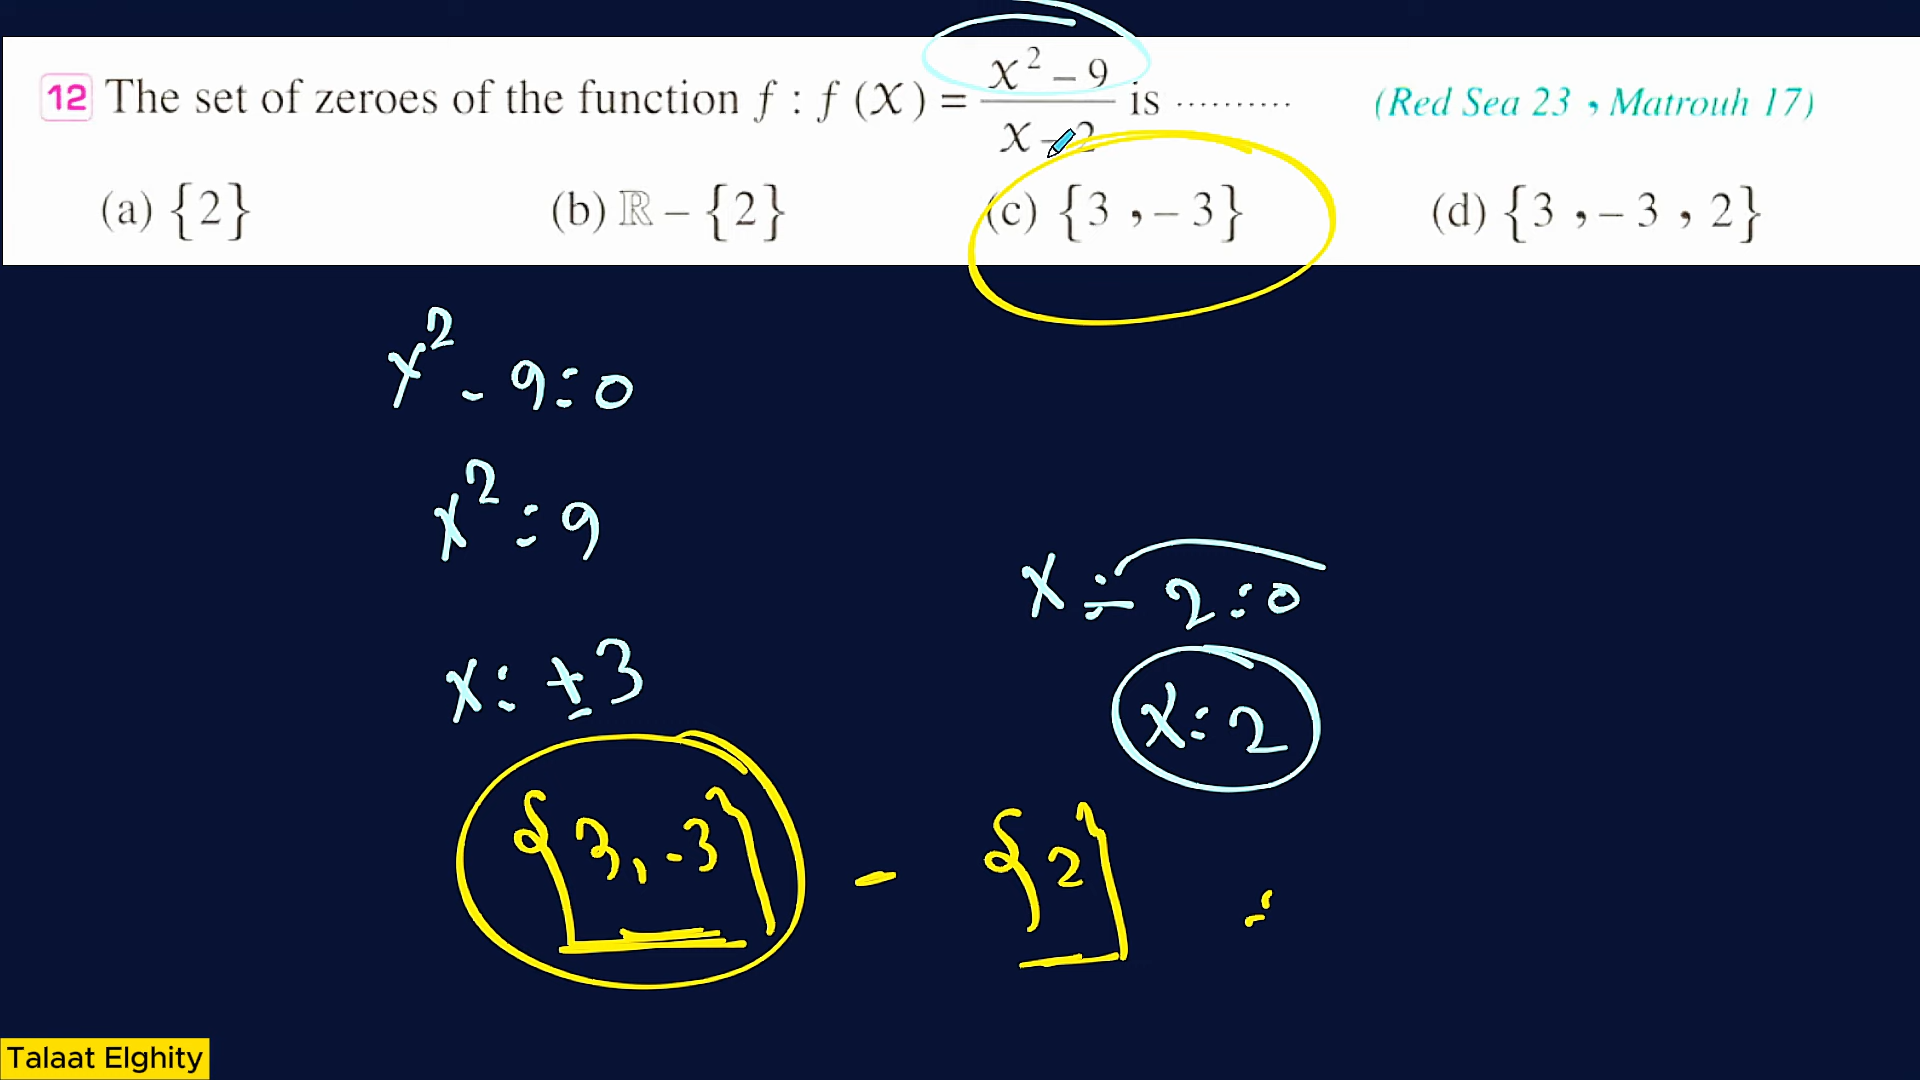 12 The set of zeroes of the function f : f (X) = X² – 9 / X – 2 is .......... (Red Sea 23 , Matrouh 17)
(a) {2} (b) ℝ – {2} (c) {3 , – 3} (d) {3 , – 3 , 2}
x² - 9 = 0
x² = 9
x - 2 = 0
x = ±3
x = 2
{3, -3} - {2} =
Talaat Elghity